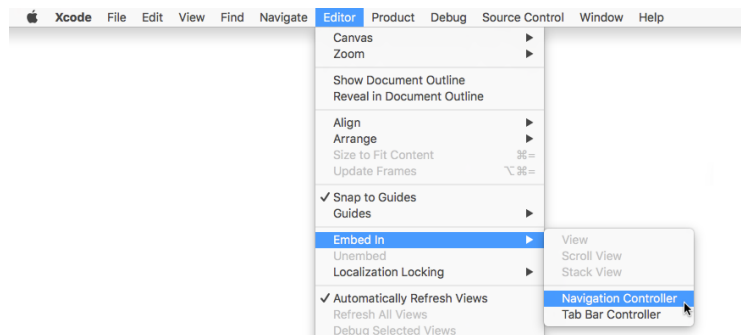 Xcode File Edit View Find Navigate Editor Product Debug Source Control Window Help
Canvas
Zoom
Show Document Outline
Reveal in Document Outline
Align
Arrange
Size to Fit Content ⌘=
Update Frames ⌥⌘=
✓ Snap to Guides
Guides
Embed In
View
Unembed
Scroll View
Localization Locking
Stack View
✓ Automatically Refresh Views
Navigation Controller
Refresh All Views
Tab Bar Controller
Debug Selected Views